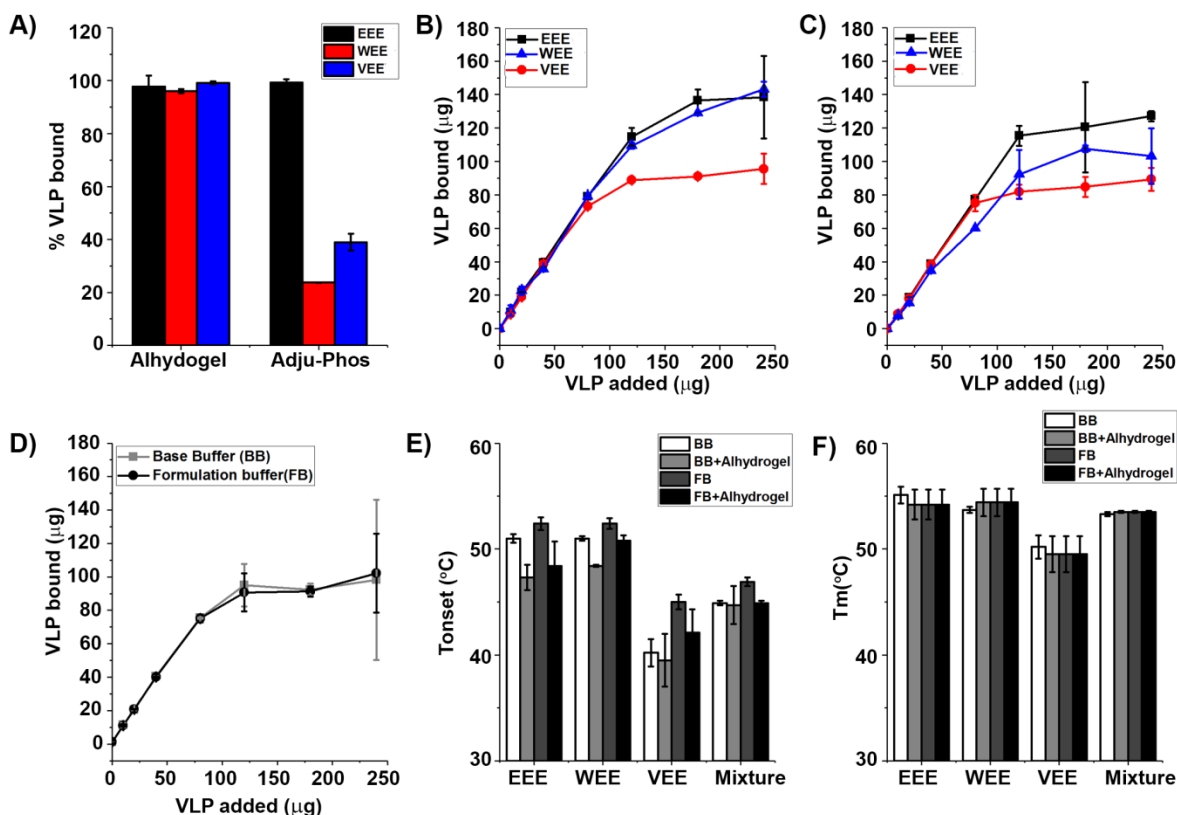 A)
120
100
80
60
40
20
0
% VLP bound
EEE
WEE
VEE
Alhydogel
Adju-Phos
B)
EEE
WEE
VEE
180
160
140
120
100
80
60
40
20
0
VLP bound (μg)
0 50 100 150 200 250
VLP added (μg)
C)
EEE
WEE
VEE
180
160
140
120
100
80
60
40
20
0
VLP bound (μg)
0 50 100 150 200 250
VLP added (μg)
D)
Base Buffer (BB)
Formulation buffer(FB)
180
160
140
120
100
80
60
40
20
0
VLP bound (μg)
0 50 100 150 200 250
VLP added (μg)
E)
BB
BB+Alhydrogel
FB
FB+Alhydrogel
60
50
40
30
Tonset (°C)
EEE WEE VEE Mixture
F)
BB
BB+Alhydrogel
FB
FB+Alhydrogel
60
50
40
30
Tm(°C)
EEE WEE VEE Mixture